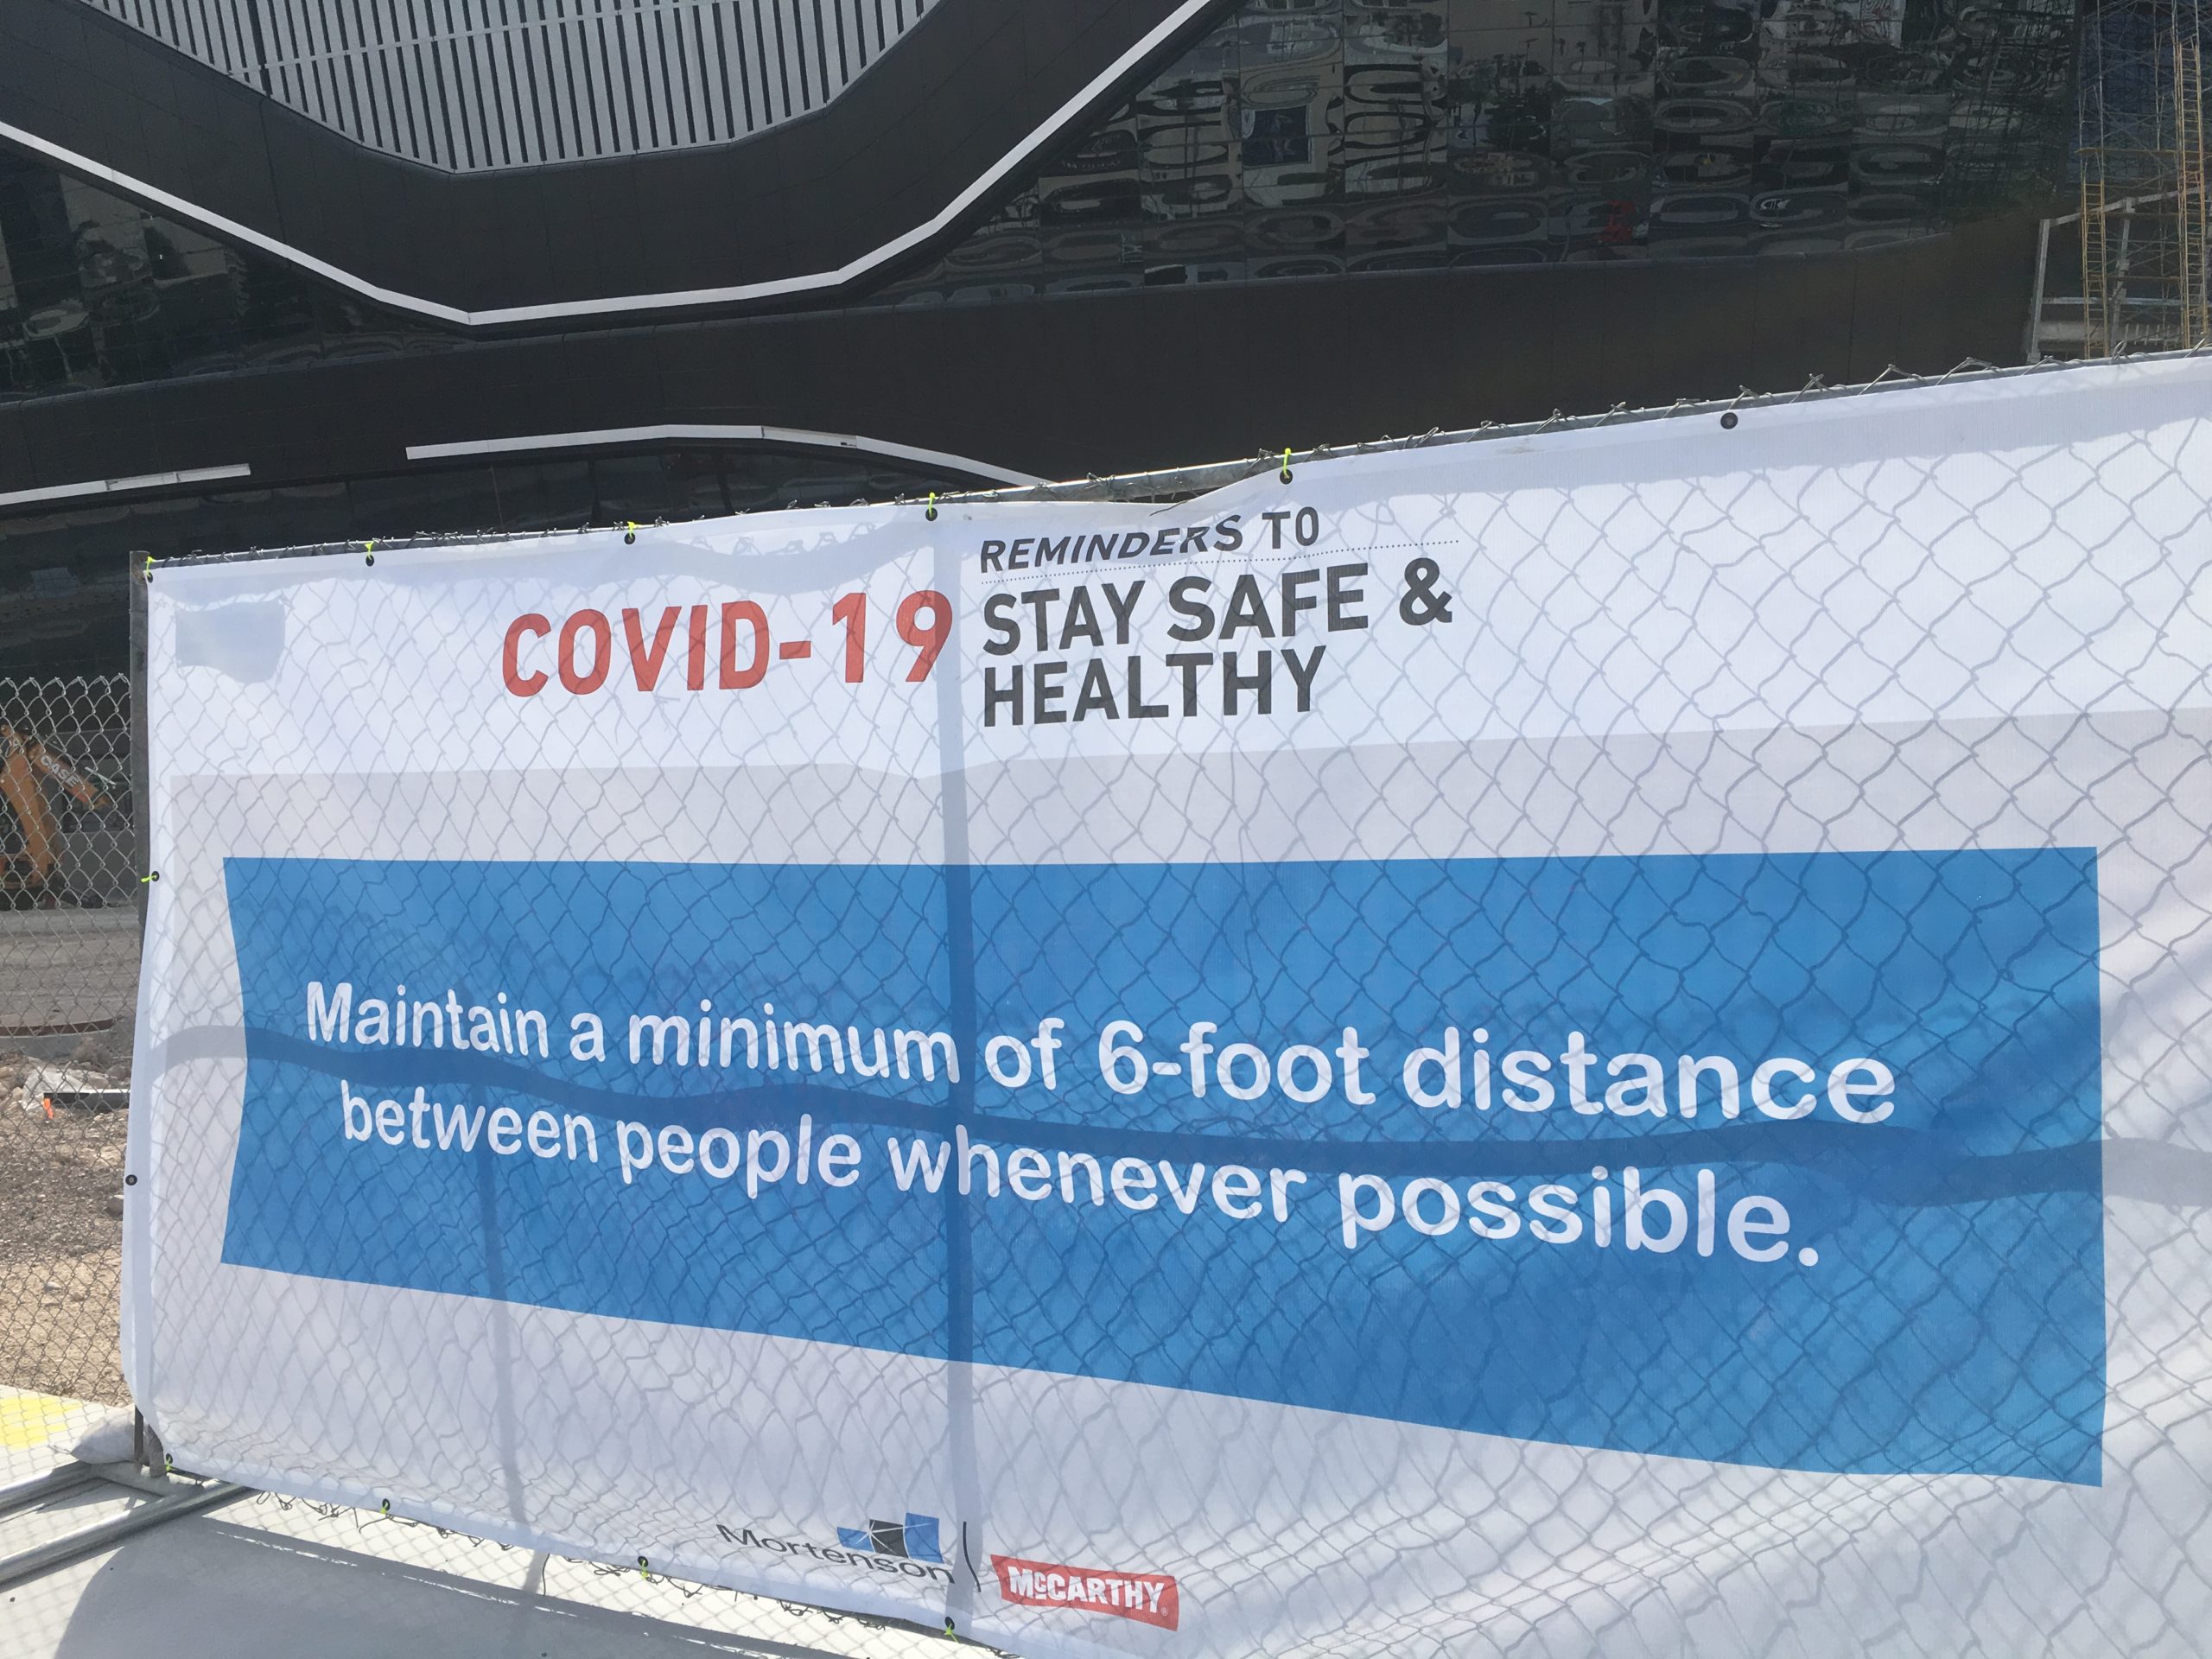 CASE
COVID-19
REMINDERS TO
STAY SAFE &
HEALTHY
Maintain a minimum of 6-foot distance
between people whenever possible.
Mortenson
McCARTHY